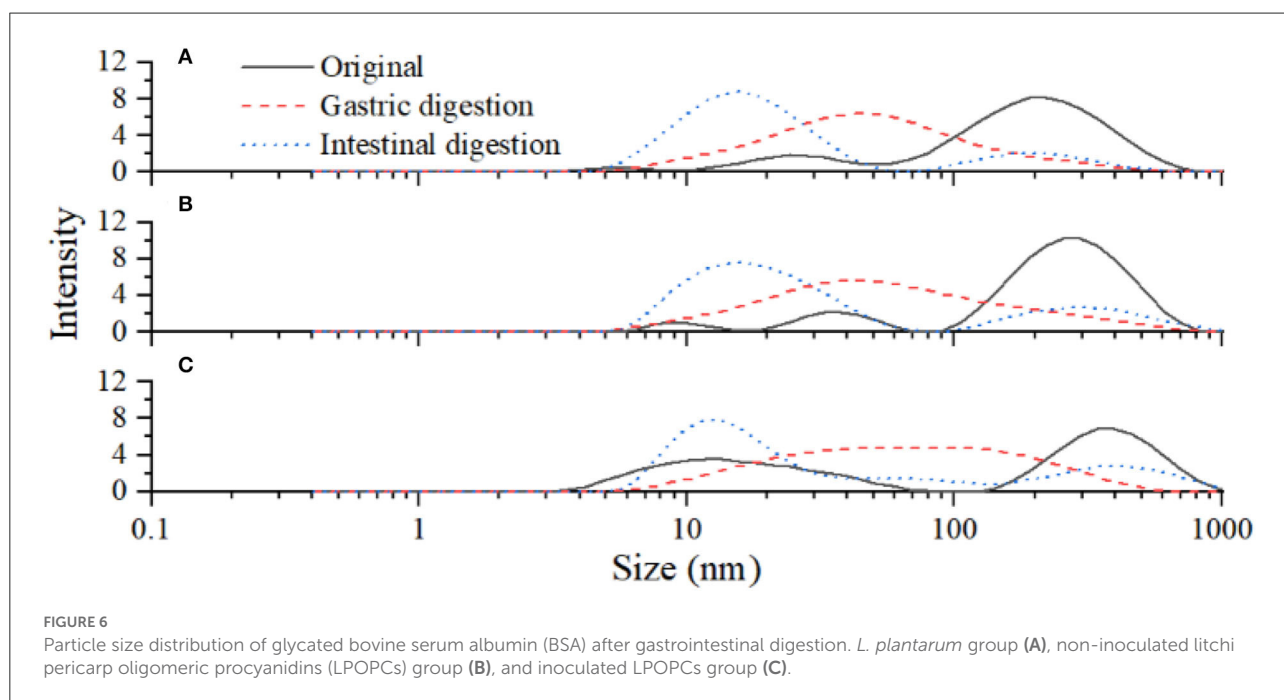 A
12
8
4
0
Original
Gastric digestion
Intestinal digestion
B
12
8
4
0
C
12
8
4
0
Intensity
0.1 1 10 100 1000
Size (nm)
FIGURE 6
Particle size distribution of glycated bovine serum albumin (BSA) after gastrointestinal digestion. L. plantarum group (A), non-inoculated litchi
pericarp oligomeric procyanidins (LPOPCs) group (B), and inoculated LPOPCs group (C).